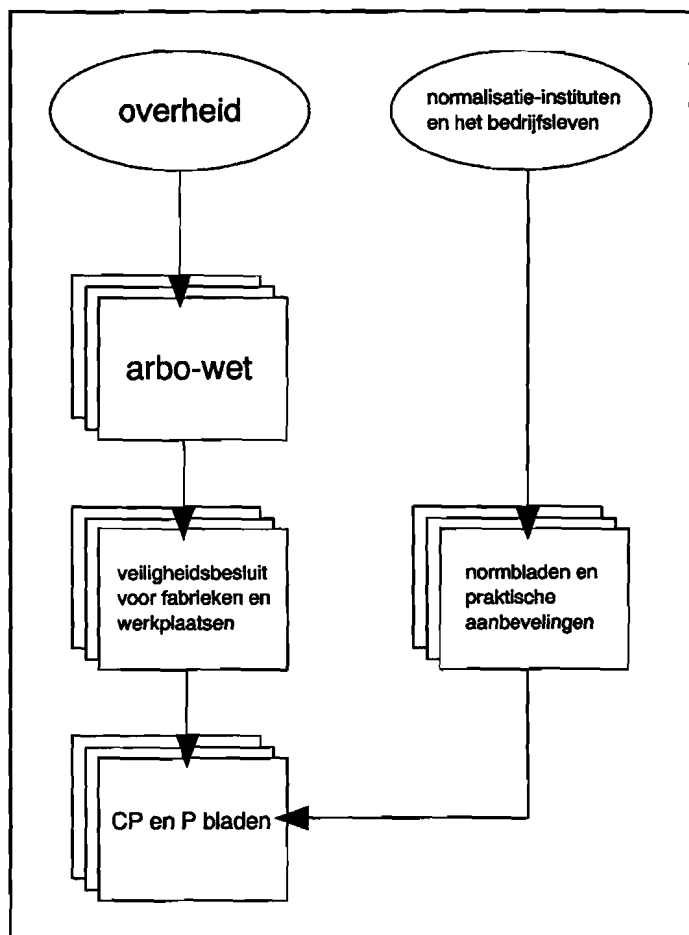 overheid
normalisatie-instituten
en het bedrijfsleven
arbo-wet
veiligheidsbesluit
voor fabrieken en
werkplaatsen
normbladen en
praktische
aanbevelingen
CP en P bladen